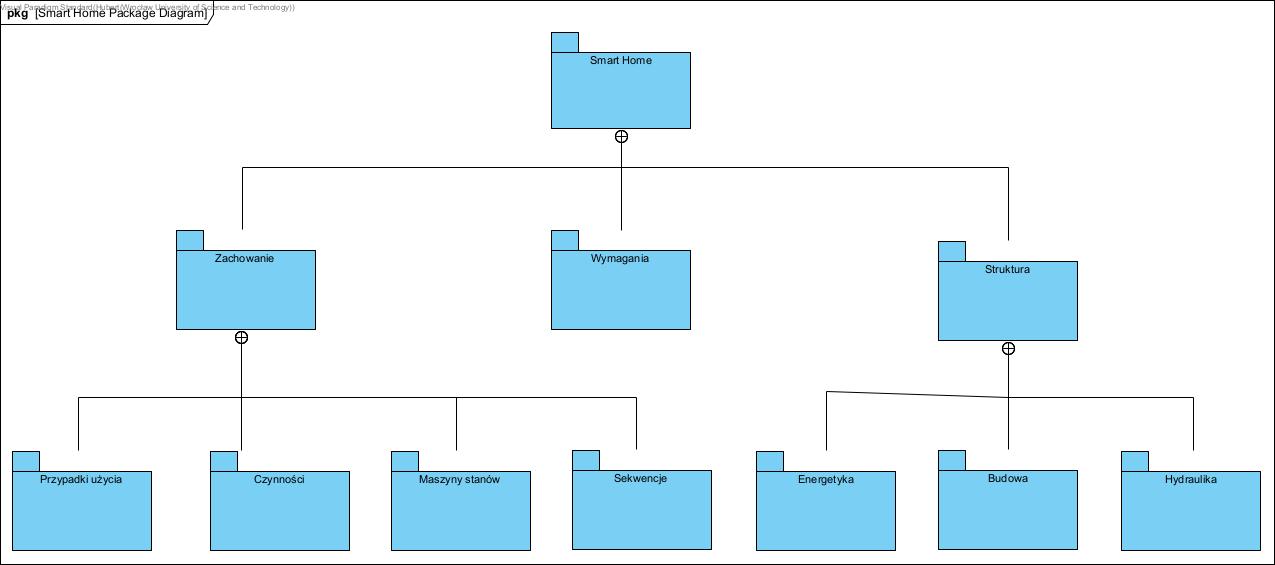 Visual Paradigm Standard(Hubert(Wrocław University of Science and Technology))
pkg [Smart Home Package Diagram]
Smart Home
Zachowanie
Wymagania
Struktura
Przypadki użycia
Czynności
Maszyny stanów
Sekwencje
Energetyka
Budowa
Hydraulika